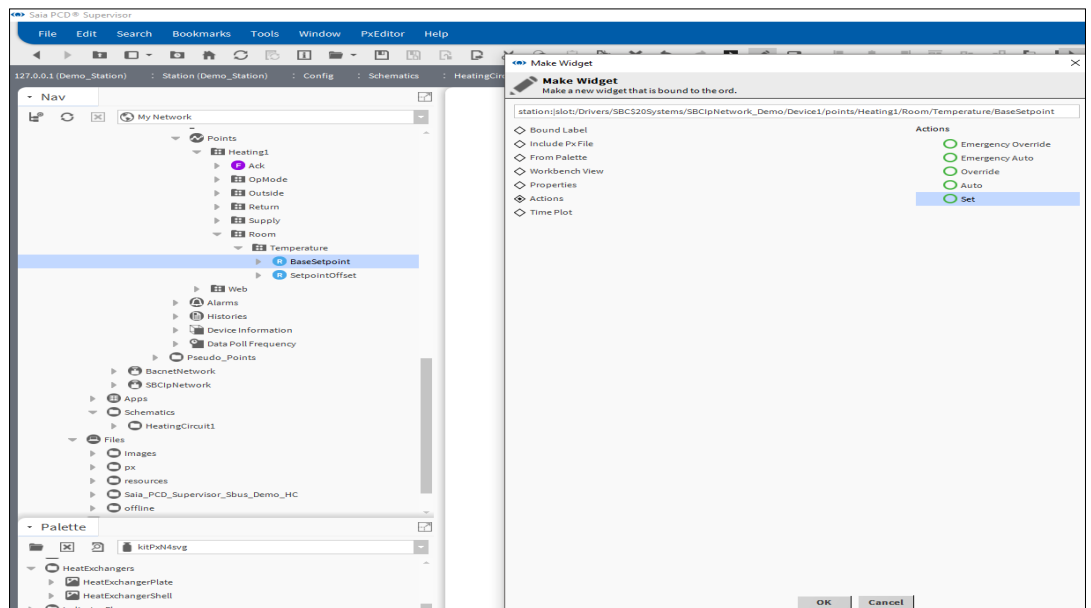 Saia PCD® Supervisor
File Edit Search Bookmarks Tools Window PxEditor Help
127.0.0.1 (Demo_Station) : Station (Demo_Station) : Config : Schematics : HeatingCir
Nav
My Network
Points
Heating1
F Ack
OpMode
Outside
Return
Supply
Room
Temperature
R BaseSetpoint
R SetpointOffset
Web
Alarms
Histories
Device Information
Data Poll Frequency
Pseudo_Points
BacnetNetwork
SBCIpNetwork
Apps
Schematics
HeatingCircuit1
Files
Images
px
resources
Saia_PCD_Supervisor_Sbus_Demo_HC
offline
Palette
kitPxN4svg
HeatExchangers
HeatExchangerPlate
HeatExchangerShell
Make Widget
Make Widget
Make a new widget that is bound to the ord.
station:|slot:/Drivers/SBCS20Systems/SBCIpNetwork_Demo/Device1/points/Heating1/Room/Temperature/BaseSetpoint
Bound Label
Include Px File
From Palette
Workbench View
Properties
Actions
Time Plot
Actions
Emergency Override
Emergency Auto
Override
Auto
Set
OK Cancel